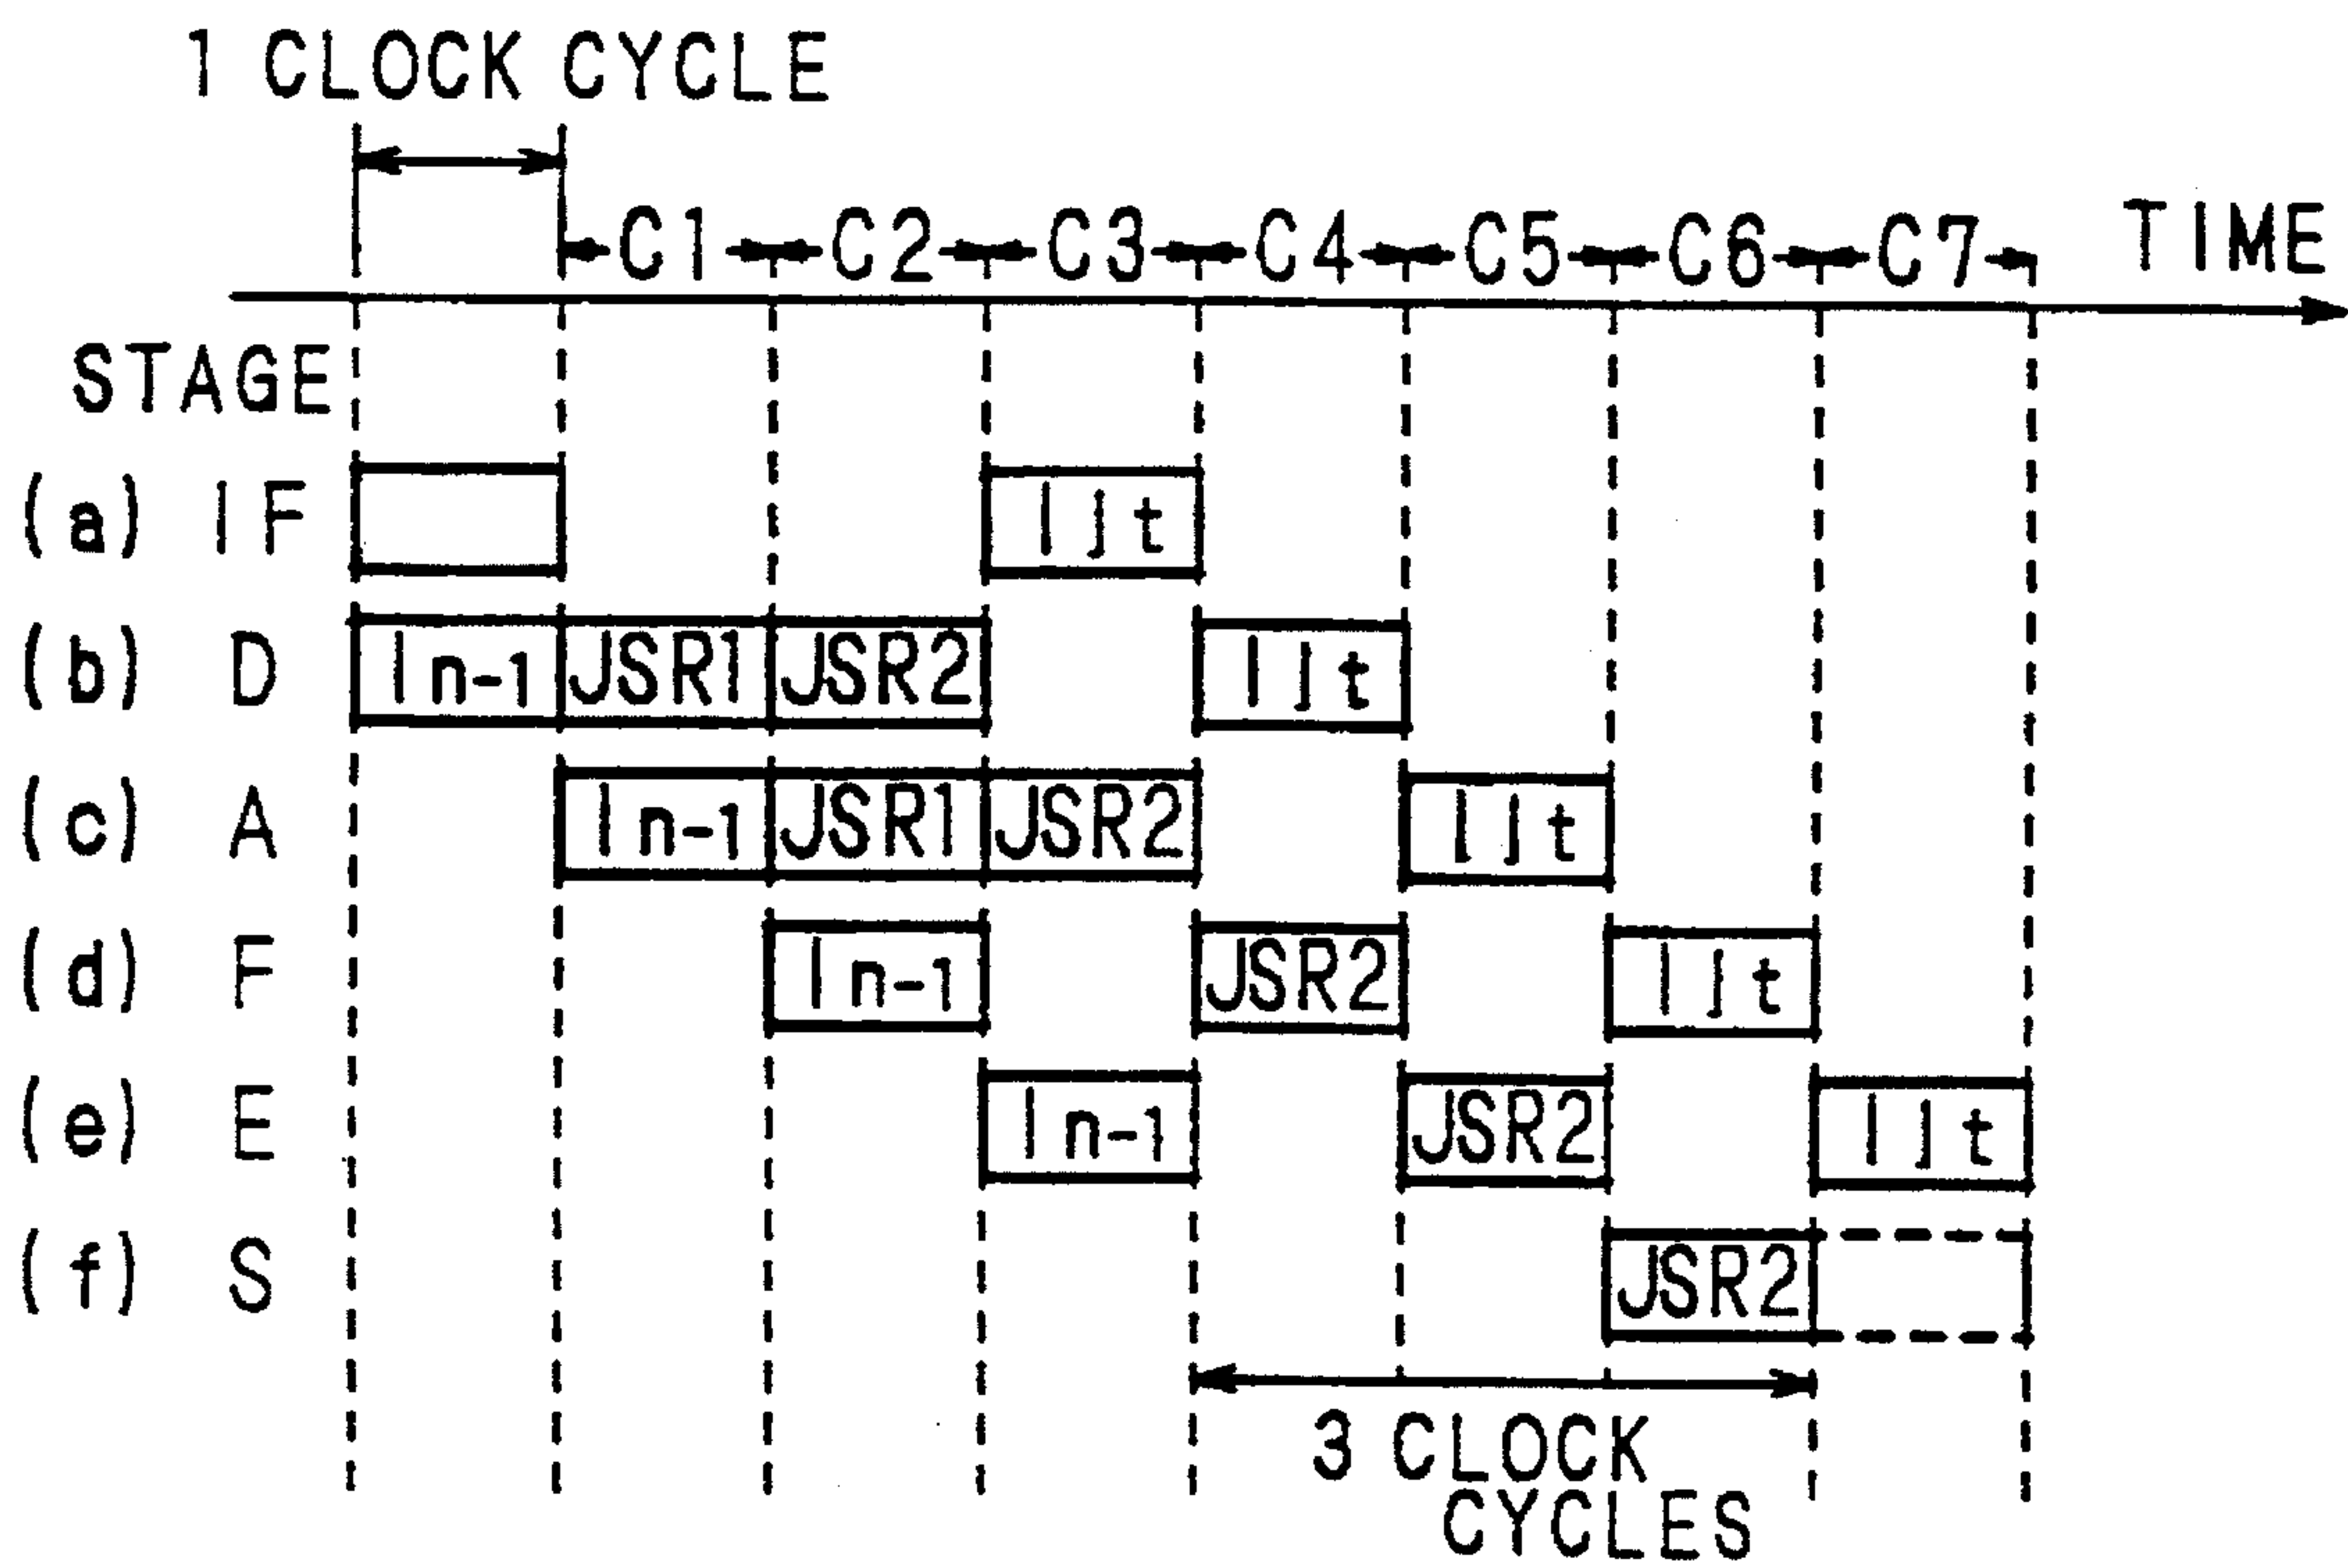 1 CLOCK CYCLE
C1 C2 C3 C4 C5 C6 C7 TIME
STAGE
(a) IF IJt
(b) D In-1 JSR1 JSR2 IJt
(c) A In-1 JSR1 JSR2 IJt
(d) F In-1 JSR2 IJt
(e) E In-1 JSR2 IJt
(f) S JSR2
3 CLOCK
CYCLES